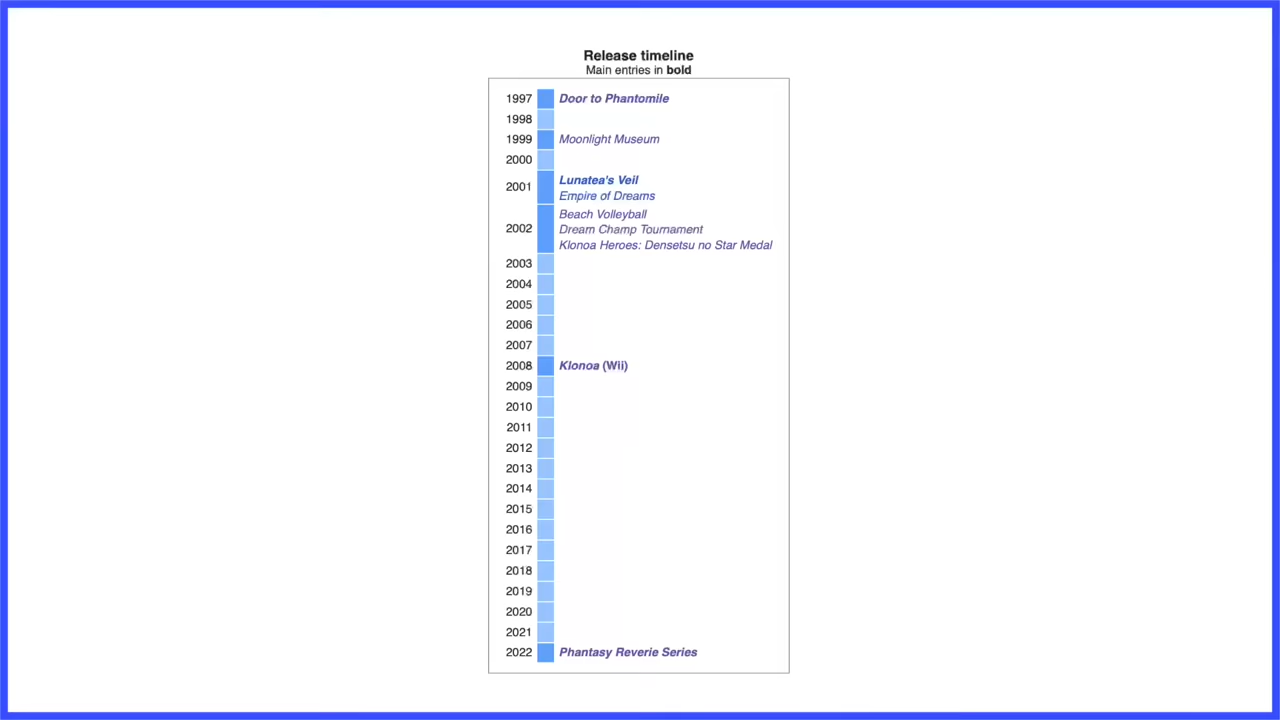 Release timeline
Main entries in bold
1997 Door to Phantomile
1998
1999 Moonlight Museum
2000
2001 Lunatea's Veil
Empire of Dreams
2002 Beach Volleyball
Dream Champ Tournament
Klonoa Heroes: Densetsu no Star Medal
2003
2004
2005
2006
2007
2008 Klonoa (Wii)
2009
2010
2011
2012
2013
2014
2015
2016
2017
2018
2019
2020
2021
2022 Phantasy Reverie Series